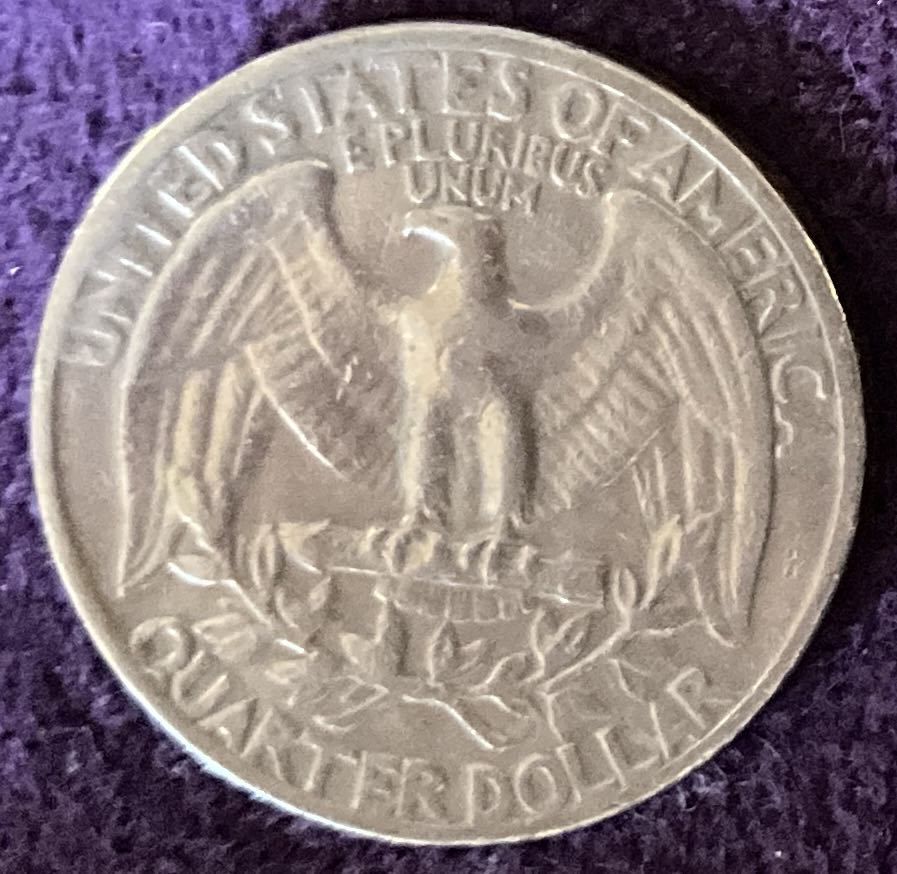 UNITED STATES OF AMERICA
E PLURIBUS
UNUM
QUARTER DOLLAR